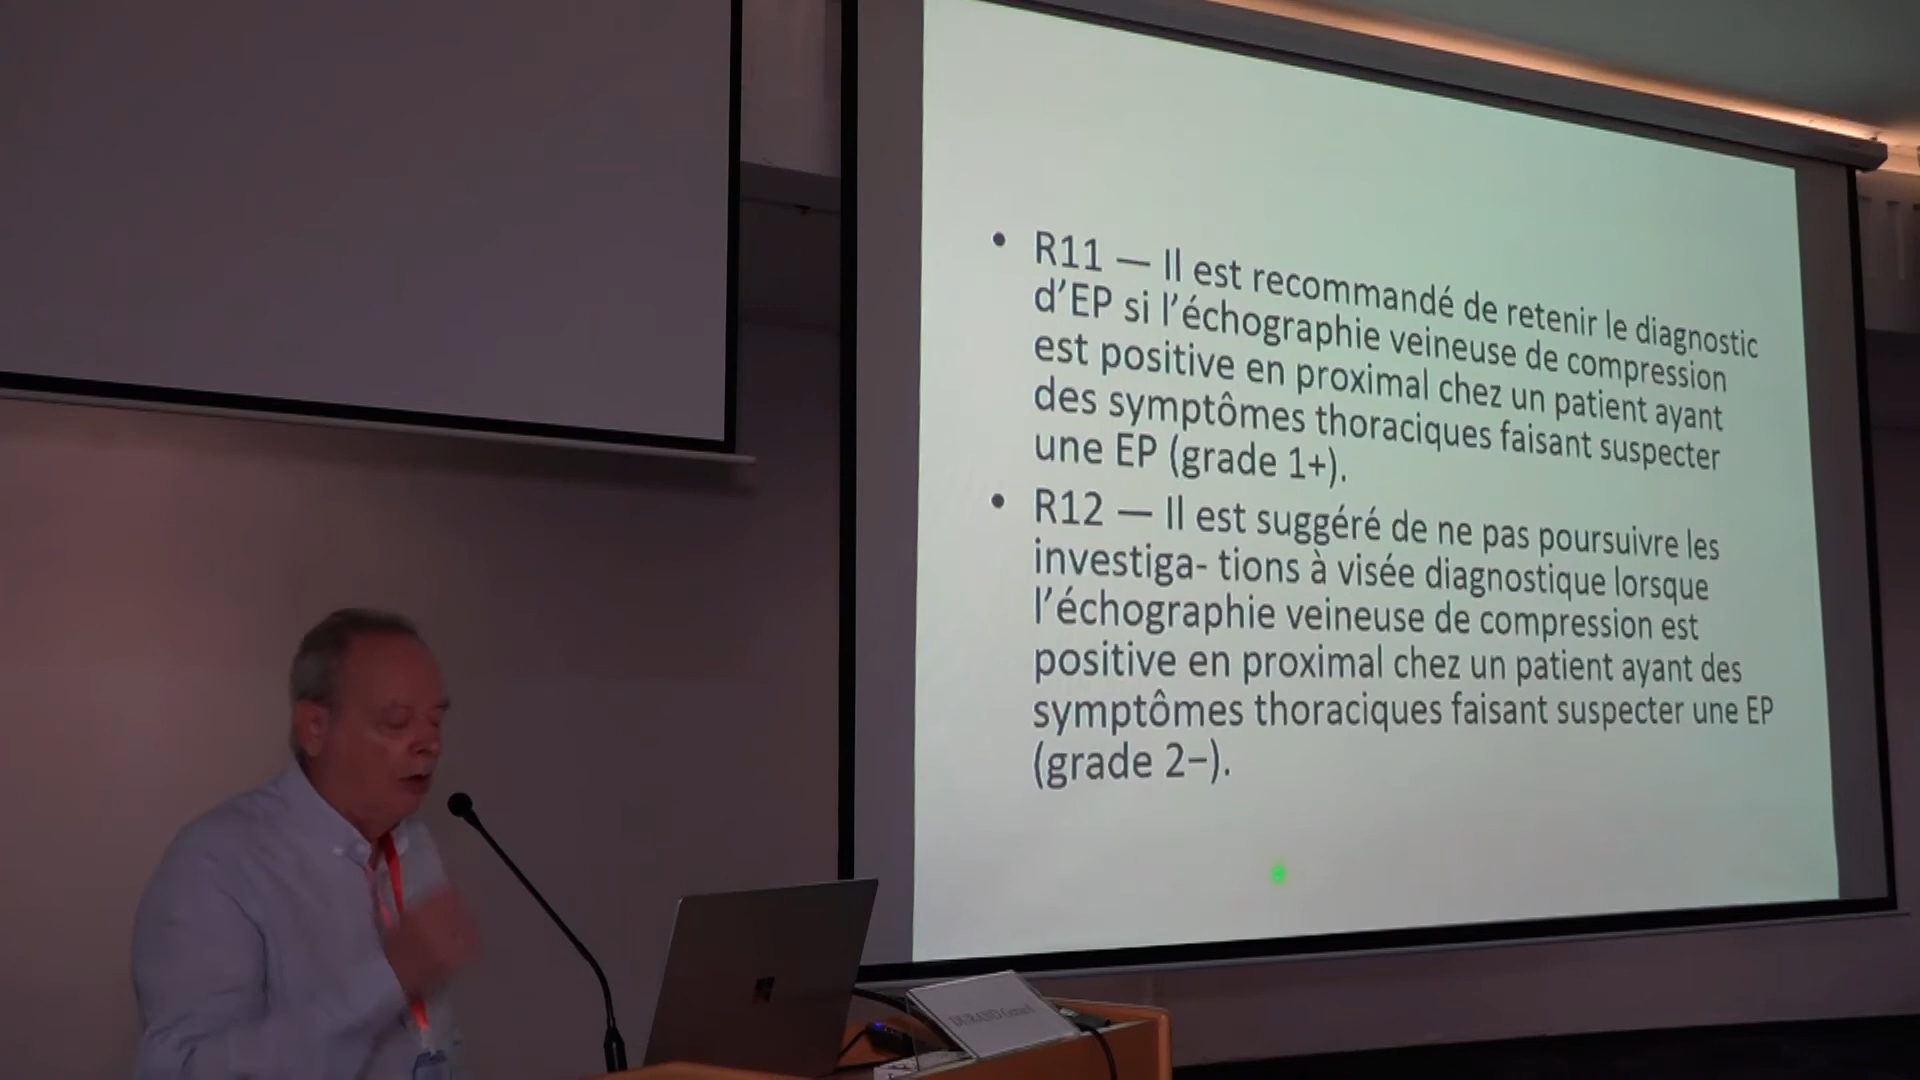 • R11 — Il est recommandé de retenir le diagnostic
d’EP si l’échographie veineuse de compression
est positive en proximal chez un patient ayant
des symptômes thoraciques faisant suspecter
une EP (grade 1+).
• R12 — Il est suggéré de ne pas poursuivre les
investiga- tions à visée diagnostique lorsque
l’échographie veineuse de compression est
positive en proximal chez un patient ayant des
symptômes thoraciques faisant suspecter une EP
(grade 2–).
DURAND